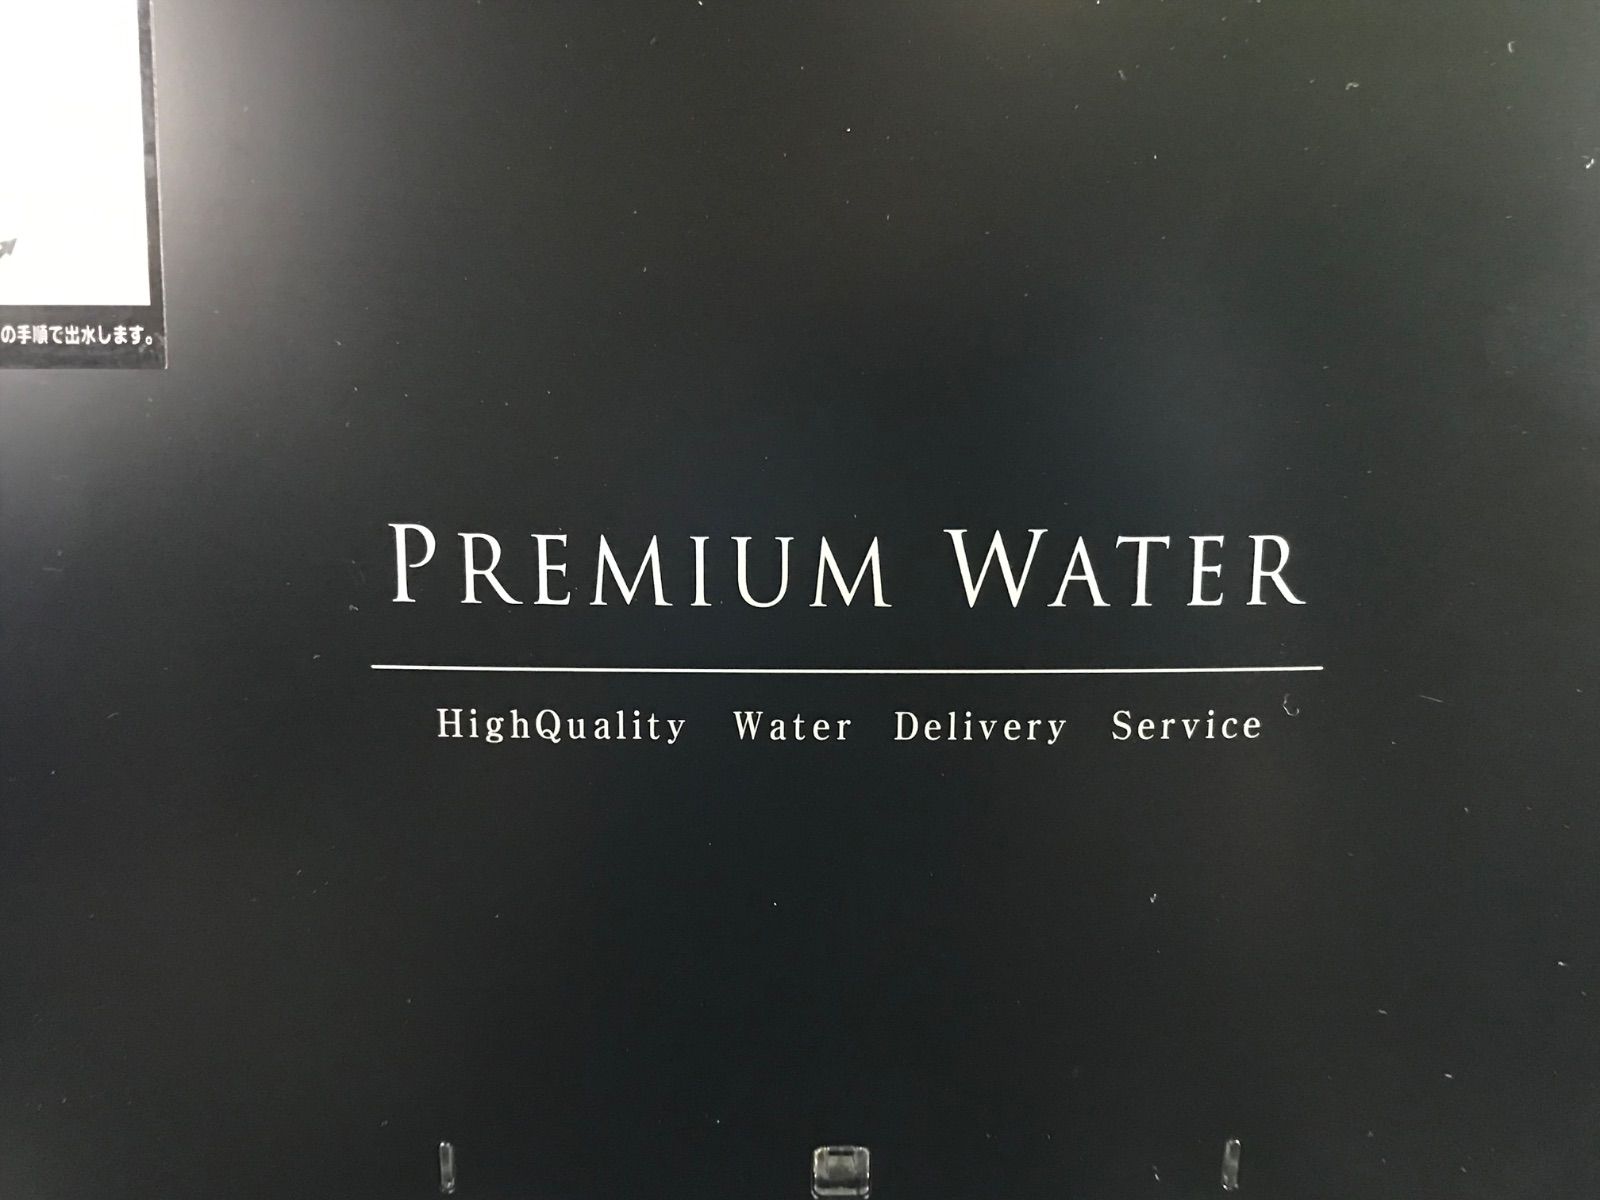 の手順で出水します。
PREMIUM WATER
HighQuality Water Delivery Service